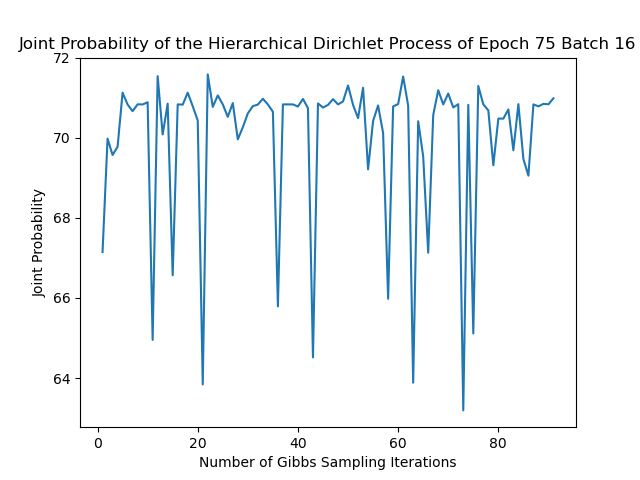 Joint Probability of the Hierarchical Dirichlet Process of Epoch 75 Batch 16
72
70
68
66
64
Joint Probability
0 20 40 60 80
Number of Gibbs Sampling Iterations